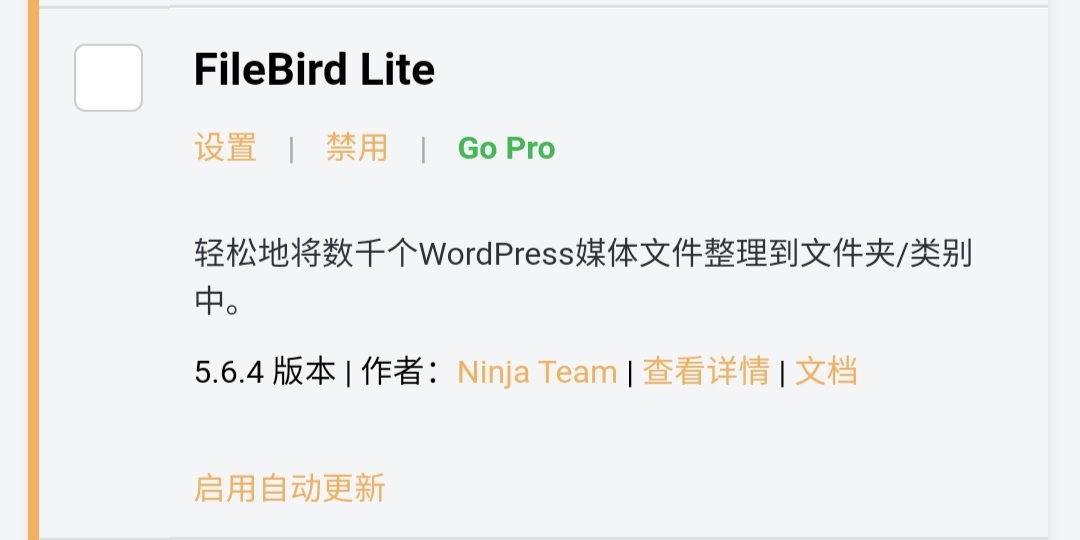 FileBird Lite
设置 | 禁用 | Go Pro
轻松地将数千个WordPress媒体文件整理到文件夹/类别
中。
5.6.4 版本 | 作者：Ninja Team | 查看详情 | 文档
启用自动更新